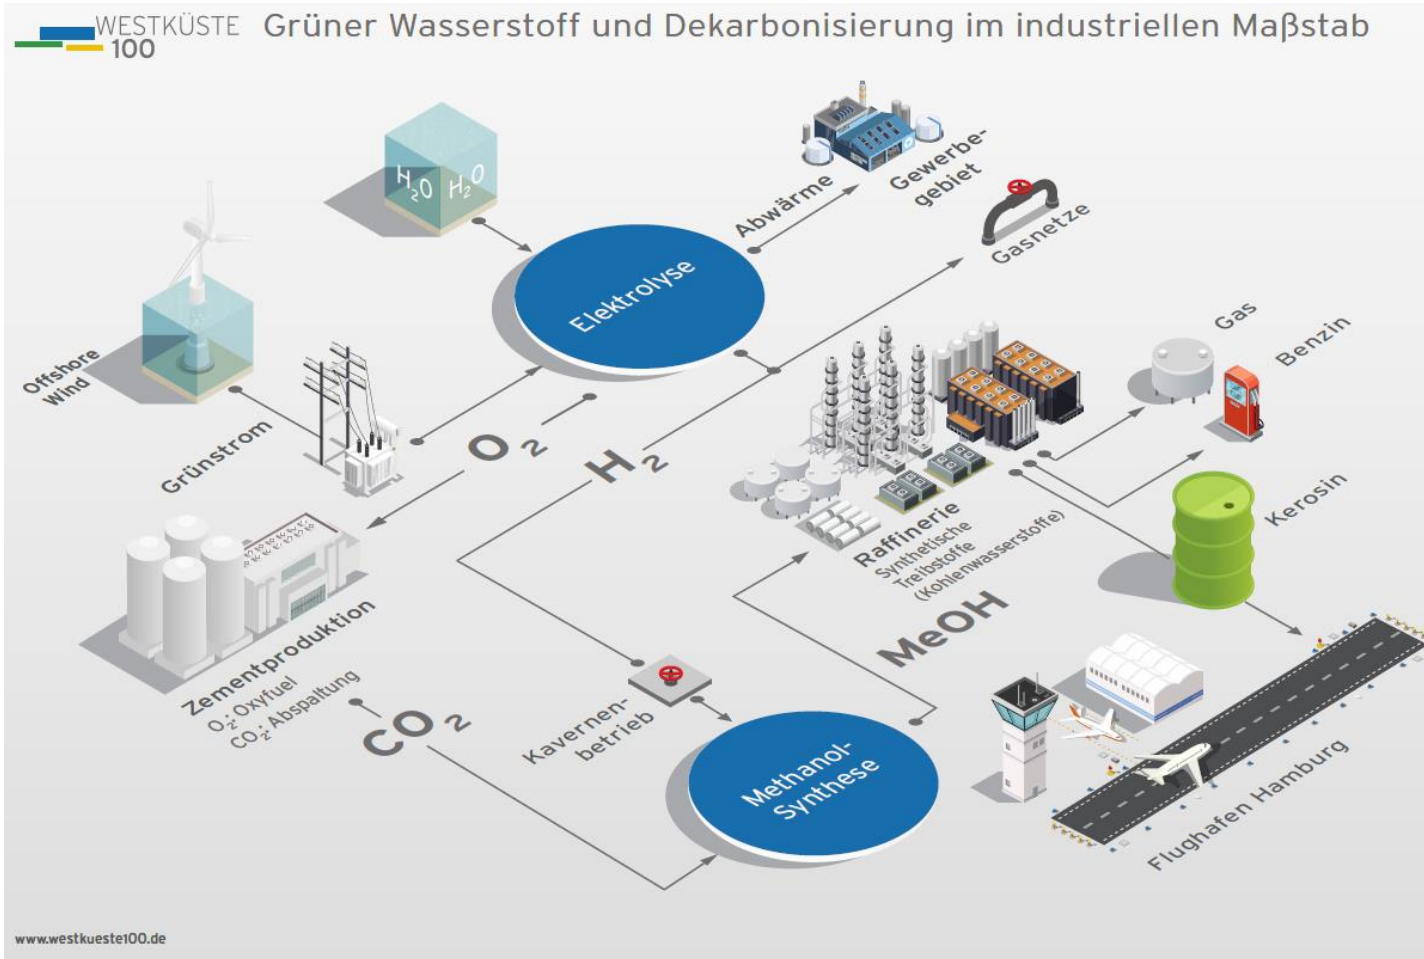 WESTKÜSTE
100
Grüner Wasserstoff und Dekarbonisierung im industriellen Maßstab
H₂O H₂O
Elektrolyse
Abwärme
Gewerbe-
gebiet
Gasnetze
Offshore
Wind
Grünstrom
O₂
H₂
Gas
Benzin
Kerosin
Raffinerie
Synthetische
Treibstoffe
(Kohlenwasserstoffe)
Zementproduktion
O₂: Oxyfuel
CO₂: Abspaltung
CO₂
Kavernen-
betrieb
Methanol-
Synthese
MeOH
Flughafen Hamburg
www.westkueste100.de